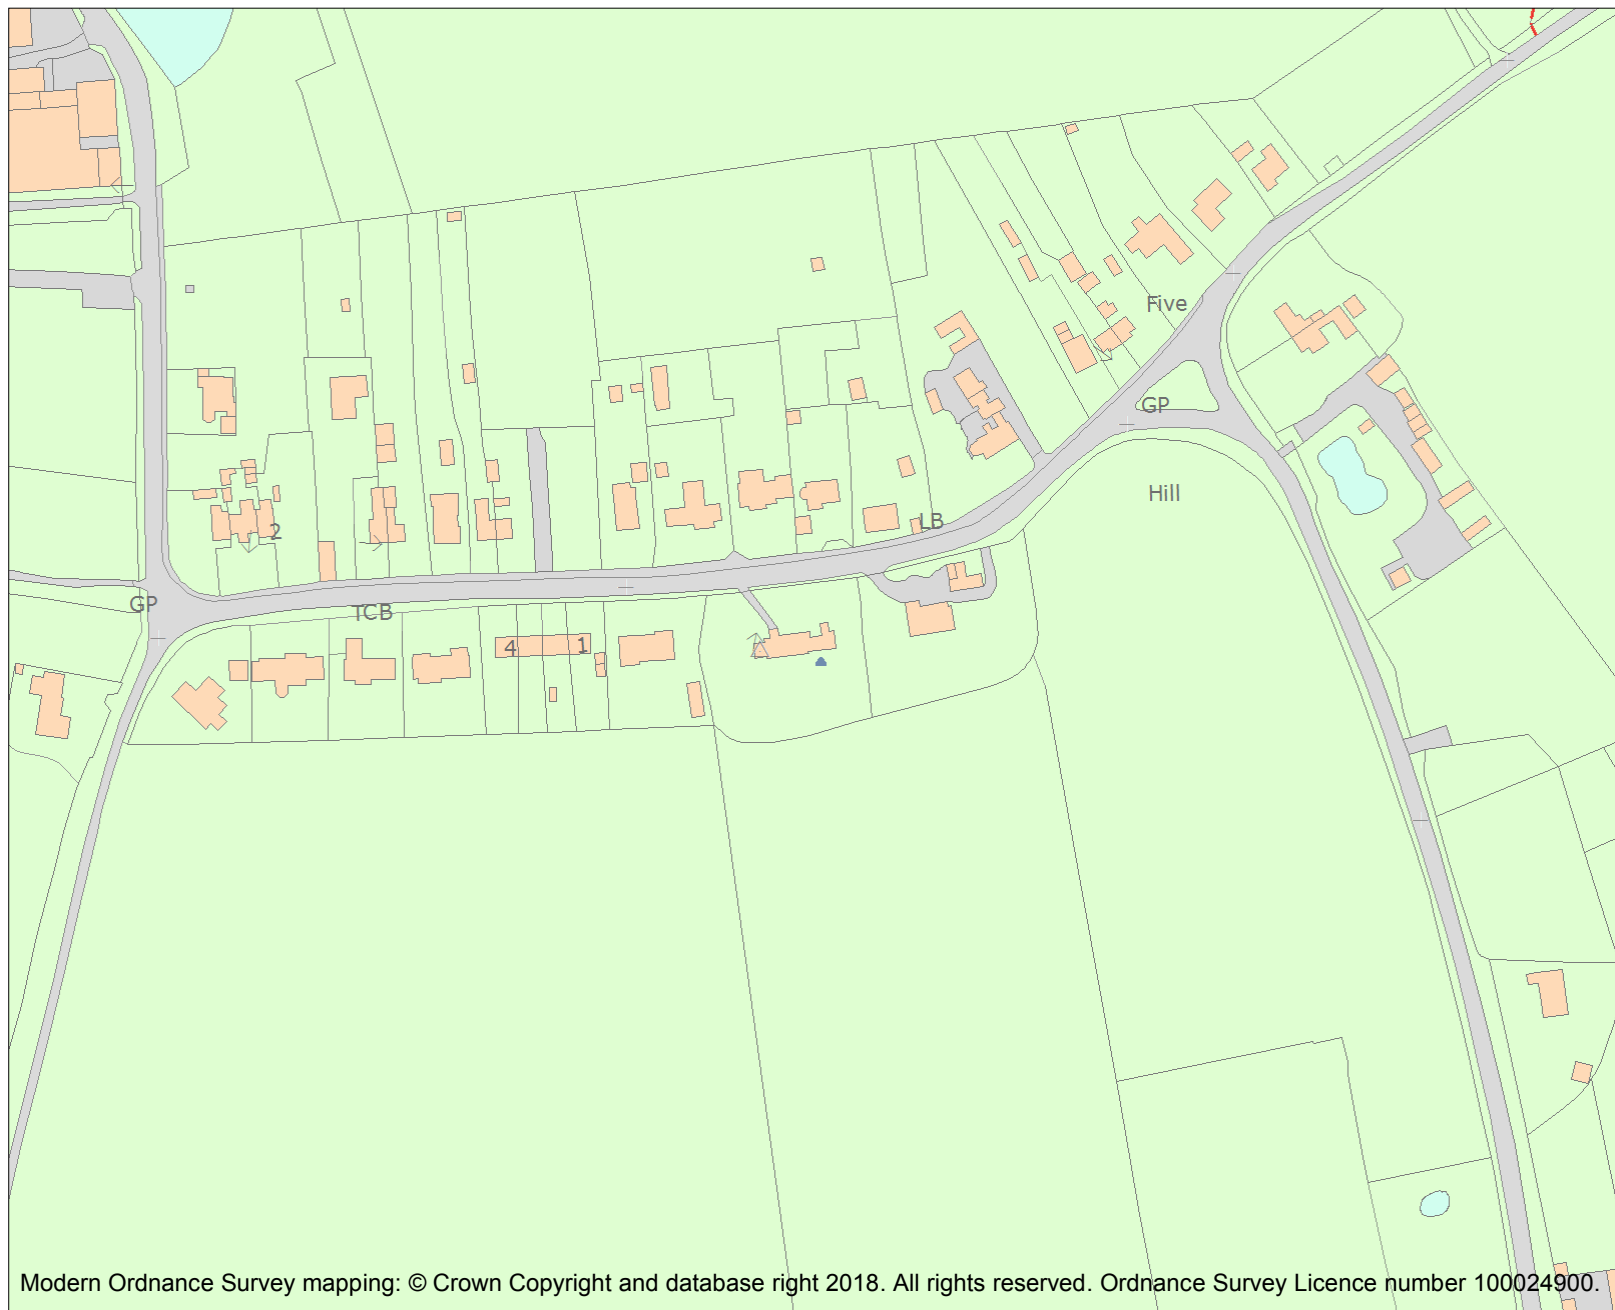 Five
GP
Hill
LB
2
GP
TCB
4
1
Modern Ordnance Survey mapping: © Crown Copyright and database right 2018. All rights reserved. Ordnance Survey Licence number 100024900.